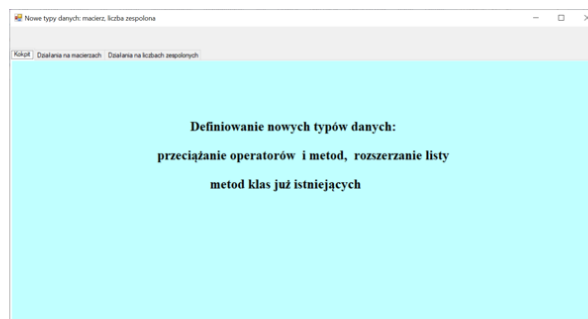 Nowe typy danych: macierz, liczba zespolona
Kokpit Działania na macierzach Działania na liczbach zespolonych
Definiowanie nowych typów danych:
przeciążanie operatorów i metod, rozszerzanie listy
metod klas już istniejących